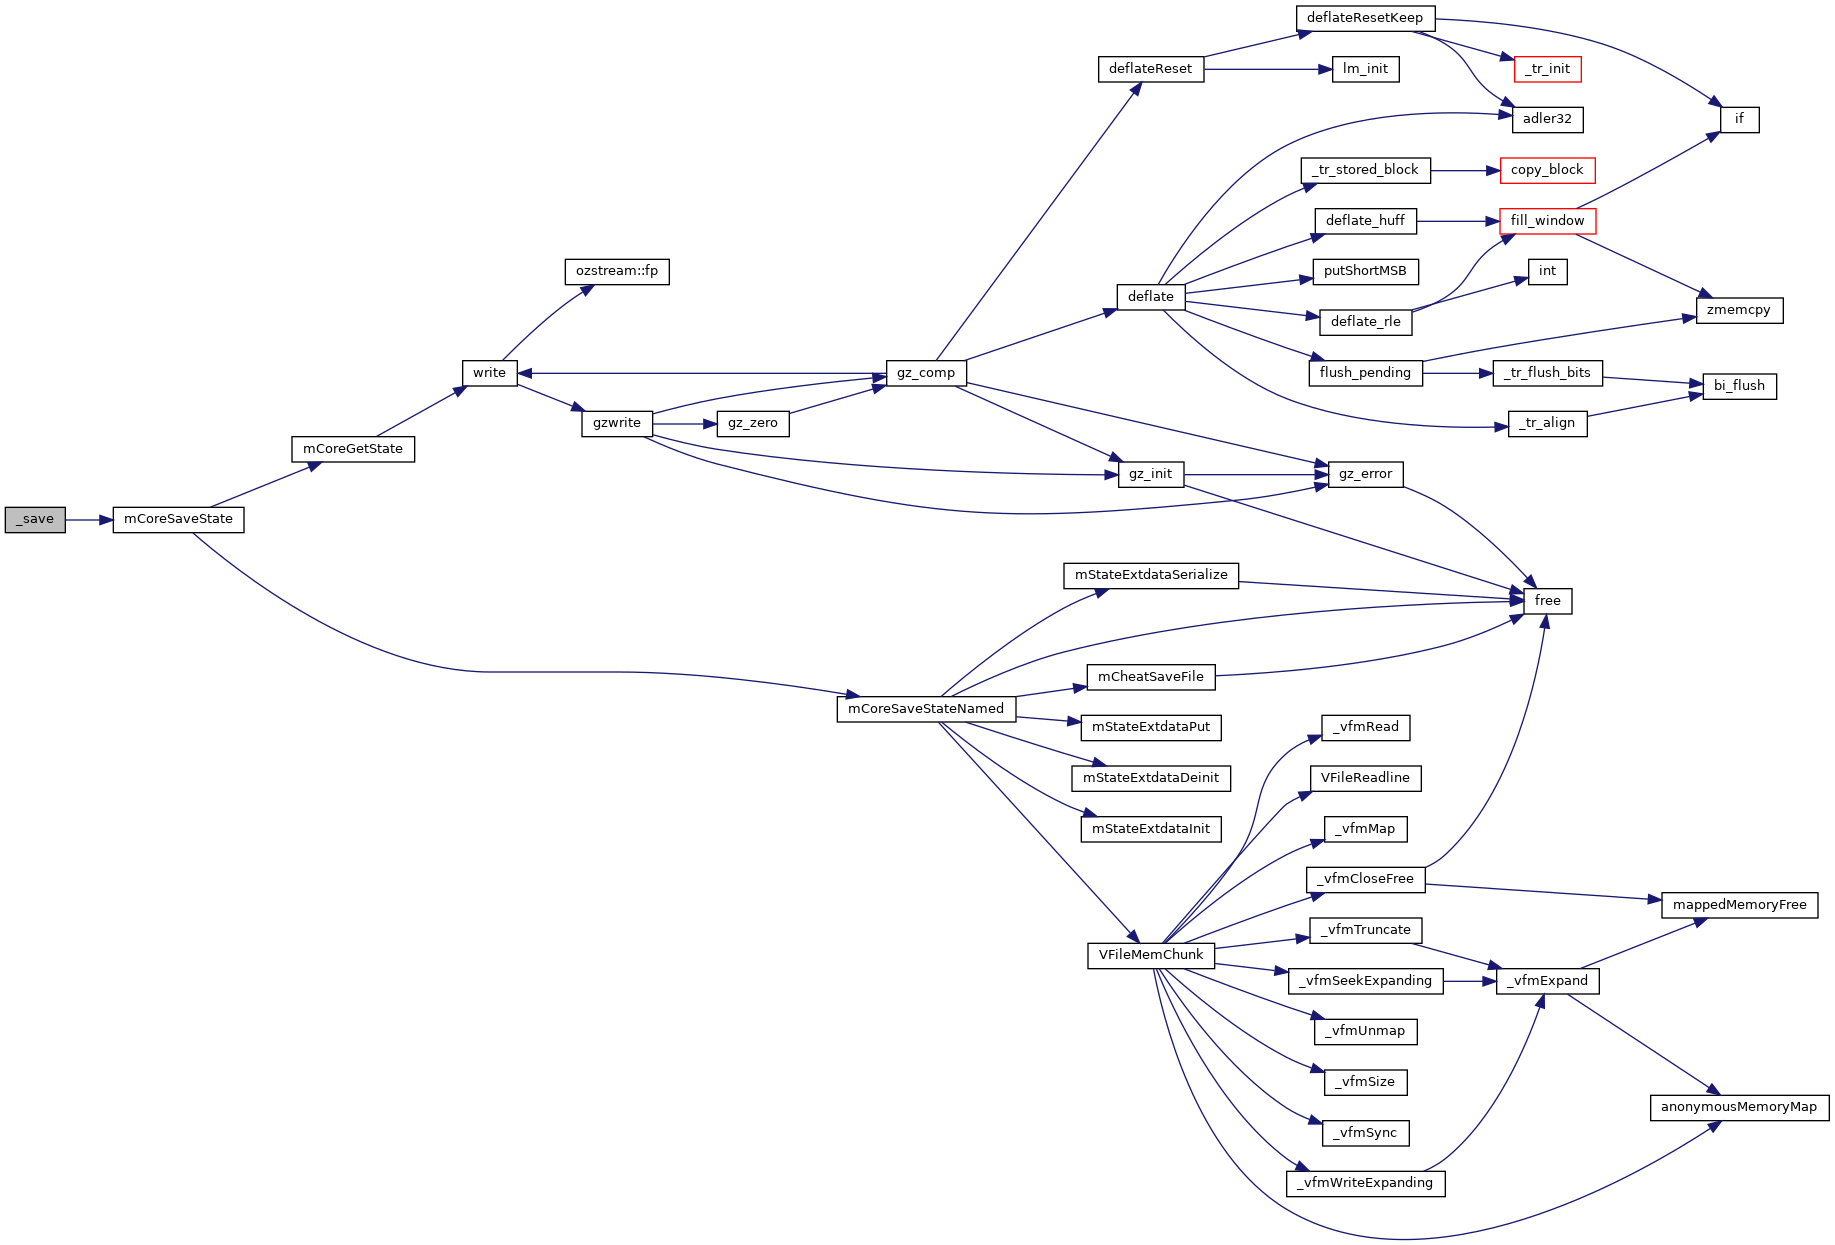 _save
mCoreSaveState
mCoreGetState
write
ozstream::fp
gzwrite
gz_zero
gz_comp
deflateReset
deflateResetKeep
lm_init
_tr_init
adler32
if
deflate
_tr_stored_block
copy_block
deflate_huff
fill_window
putShortMSB
int
deflate_rle
zmemcpy
flush_pending
_tr_flush_bits
bi_flush
_tr_align
gz_init
gz_error
free
mCoreSaveStateNamed
mStateExtdataSerialize
mCheatSaveFile
mStateExtdataPut
mStateExtdataDeinit
mStateExtdataInit
VFileMemChunk
_vfmRead
VFileReadline
_vfmMap
_vfmCloseFree
mappedMemoryFree
_vfmTruncate
_vfmSeekExpanding
_vfmExpand
_vfmUnmap
_vfmSize
_vfmSync
_vfmWriteExpanding
anonymousMemoryMap